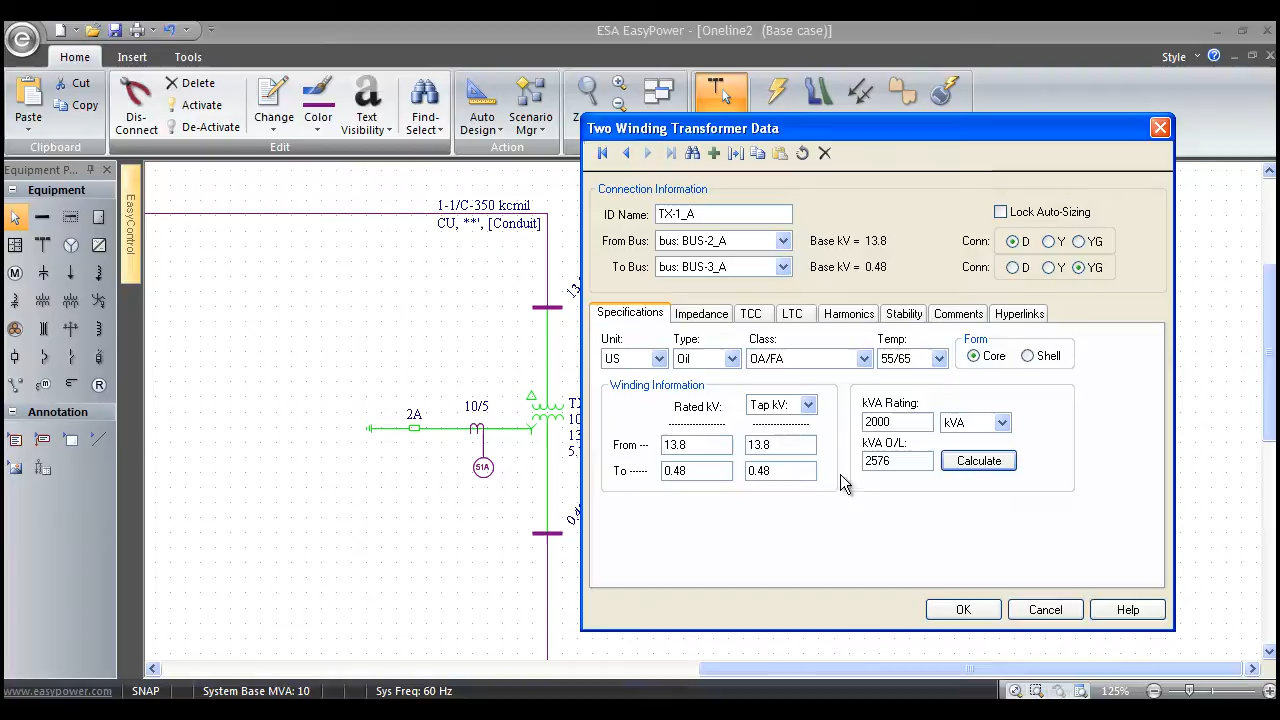 ESA EasyPower - [Oneline2 (Base case)]
Home Insert Tools Style
Paste Cut Copy
Clipboard
Dis-Connect Delete Activate De-Activate Change Color Text Visibility Find-Select
Edit
Auto Design Scenario Mgr
Action
Equipment P...
Equipment
EasyControl
M
R
Annotation
1-1/C-350 kcmil
CU, **', [Conduit]
2A
10/5
51A
Two Winding Transformer Data
Connection Information
ID Name: TX-1_A
Lock Auto-Sizing
From Bus: bus: BUS-2_A Base kV = 13.8 Conn: D Y YG
To Bus: bus: BUS-3_A Base kV = 0.48 Conn: D Y YG
Specifications Impedance TCC LTC Harmonics Stability Comments Hyperlinks
Unit: Type: Class: Temp: Form
US Oil OA/FA 55/65 Core Shell
Winding Information
Rated kV: Tap kV:
From --- 13.8 13.8
To ------ 0.48 0.48
kVA Rating:
2000 kVA
kVA O/L:
2576 Calculate
OK Cancel Help
www.easypower.com SNAP System Base MVA: 10 Sys Freq: 60 Hz 125%